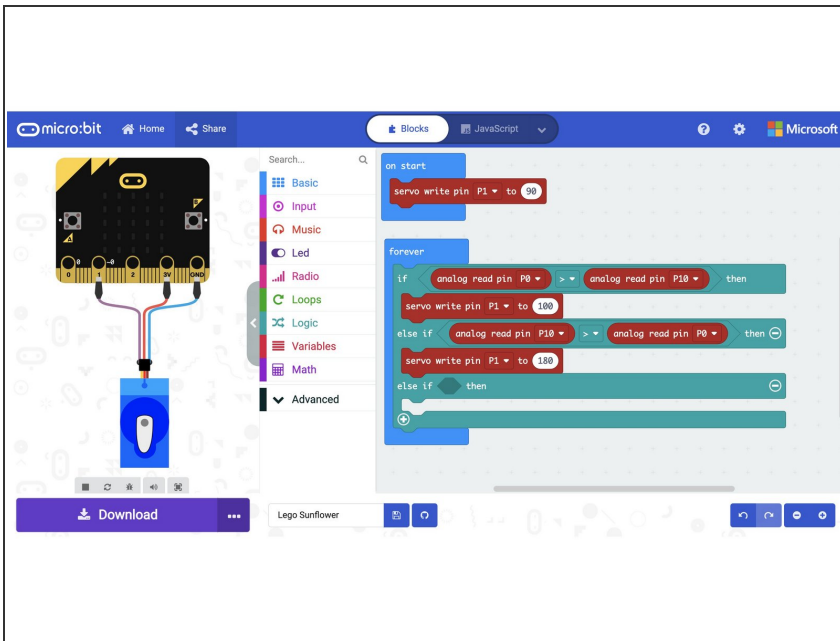 micro:bit Home Share Blocks JavaScript Microsoft
Search...
Basic
Input
Music
Led
Radio
Loops
Logic
Variables
Math
Advanced
A
B
0
-0
0 1 2 3V GND
Download
on start
servo write pin P1 to 90
forever
if analog read pin P0 > analog read pin P10 then
servo write pin P1 to 100
else if analog read pin P10 > analog read pin P0 then
servo write pin P1 to 180
else if then
Lego Sunflower